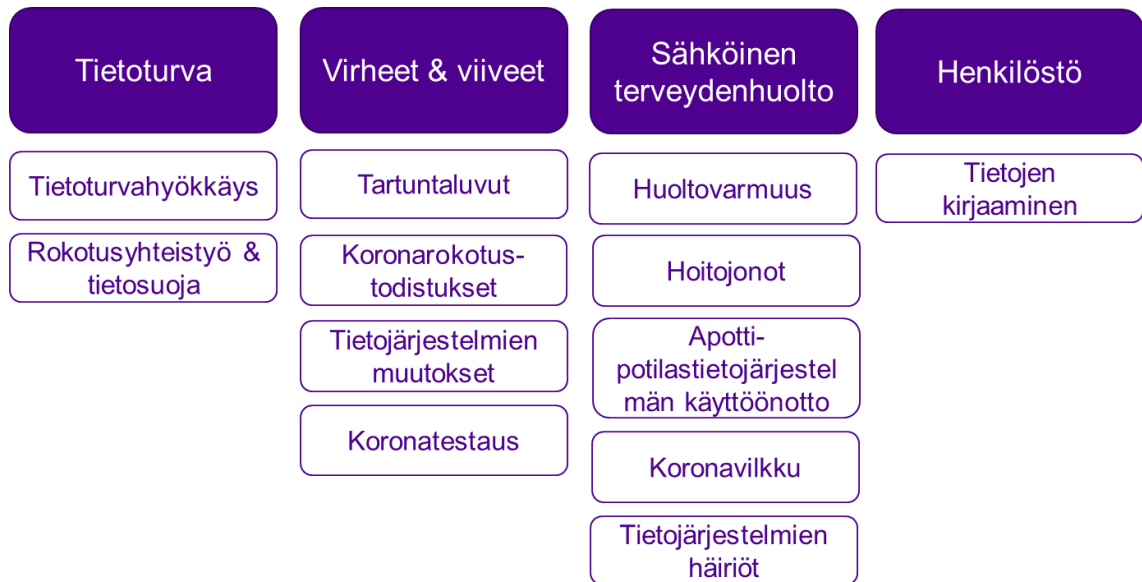 Tietoturva
Tietoturvahyökkäys
Rokotusyhteistyö &
tietosuoja
Virheet & viiveet
Tartuntaluvut
Koronarokotus-
todistukset
Tietojärjestelmien
muutokset
Koronatestaus
Sähköinen
terveydenhuolto
Huoltovarmuus
Hoitojonot
Apotti-
potilastietojärjestel
män käyttöönotto
Koronavilkku
Tietojärjestelmien
häiriöt
Henkilöstö
Tietojen
kirjaaminen